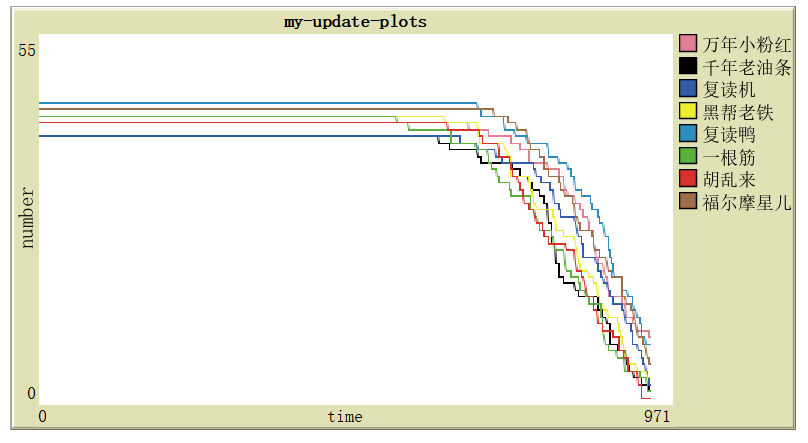 my-update-plots
55
number
0
0
time
971
万年小粉红
千年老油条
复读机
黑帮老铁
复读鸭
一根筋
胡乱来
福尔摩星儿